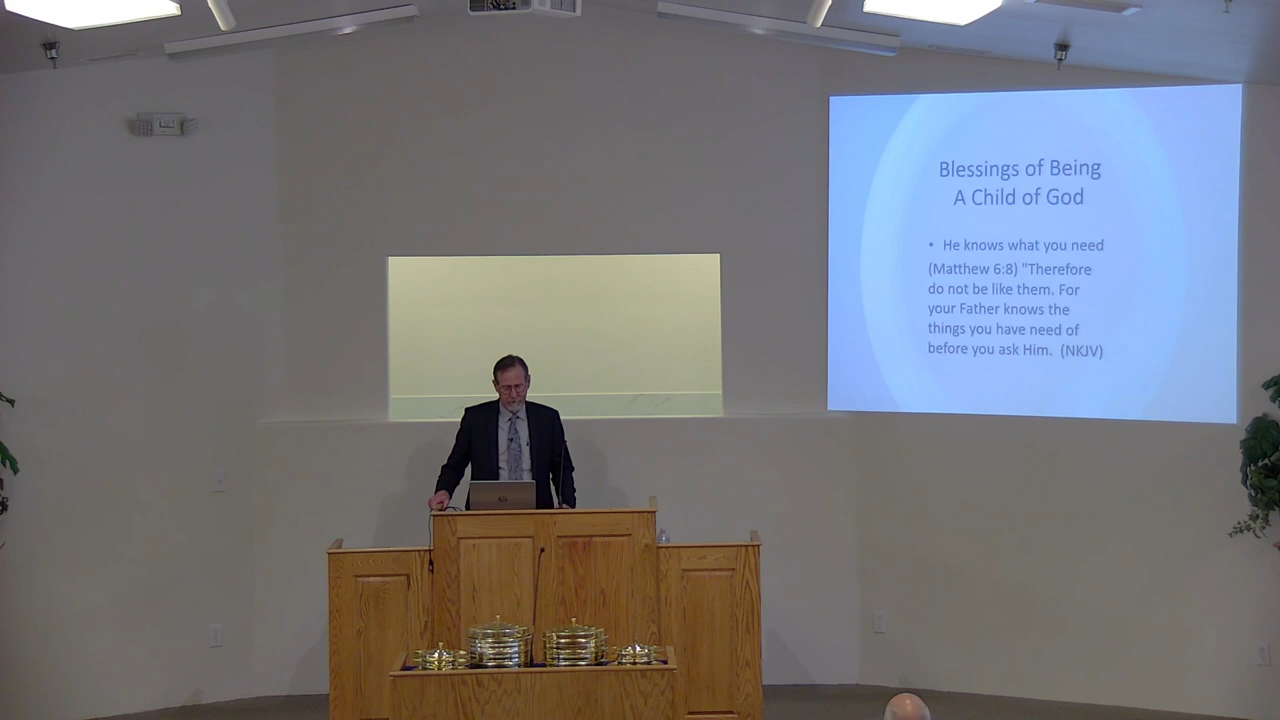 Blessings of Being
A Child of God
• He knows what you need
(Matthew 6:8) "Therefore
do not be like them. For
your Father knows the
things you have need of
before you ask Him. (NKJV)